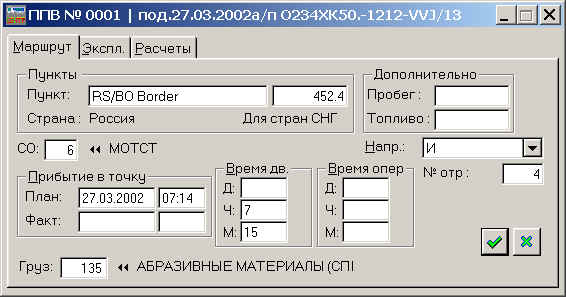 ППВ № 0001 | под.27.03.2002а/п О234ХК50.-1212-VVJ/13
Маршрут Экспл. Расчеты
Пункты Дополнительно
Пункт: RS/BO Border 452.4 Пробег:
Страна: Россия Для стран СНГ Топливо:
СО: 6 МОТСТ Напр.: И
Прибытие в точку Время дв. Время опер № отр: 4
План: 27.03.2002 07:14 Д: Д:
Факт: Ч: 7 Ч:
М: 15 М:
Груз: 135 АБРАЗИВНЫЕ МАТЕРИАЛЫ (СПІ